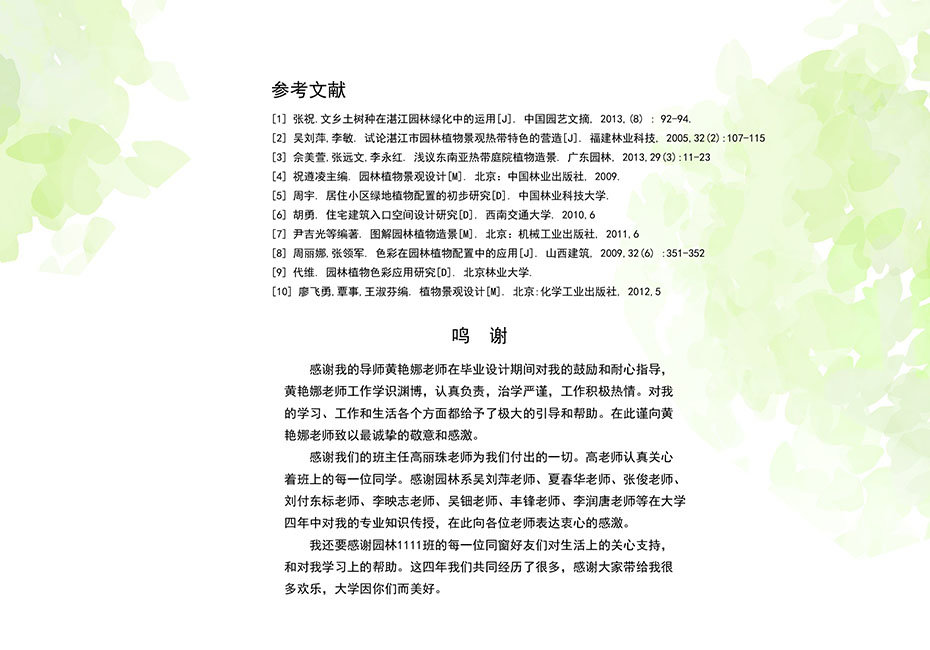 参考文献
[1] 张祝.文乡土树种在湛江园林绿化中的运用[J]. 中国园艺文摘, 2013,(8) : 92-94.
[2] 吴刘萍,李敏. 试论湛江市园林植物景观热带特色的营造[J]. 福建林业科技, 2005,32(2):107-115
[3] 佘美萱,张远文,李永红. 浅议东南亚热带庭院植物造景. 广东园林, 2013,29(3):11-23
[4] 祝遵凌主编. 园林植物景观设计[M]. 北京: 中国林业出版社, 2009.
[5] 周宇. 居住小区绿地植物配置的初步研究[D]. 中国林业科技大学.
[6] 胡勇. 住宅建筑入口空间设计研究[D]. 西南交通大学. 2010,6
[7] 尹吉光等编著. 图解园林植物造景[M]. 北京: 机械工业出版社, 2011,6
[8] 周丽娜,张领军. 色彩在园林植物配置中的应用[J]. 山西建筑, 2009,32(6) :351-352
[9] 代维. 园林植物色彩应用研究[D]. 北京林业大学.
[10] 廖飞勇,覃事,王淑芬编. 植物景观设计[M]. 北京:化学工业出版社, 2012,5
鸣 谢
感谢我的导师黄艳娜老师在毕业设计期间对我的鼓励和耐心指导，
黄艳娜老师工作学识渊博，认真负责，治学严谨，工作积极热情。对我
的学习、工作和生活各个方面都给予了极大的引导和帮助。在此谨向黄
艳娜老师致以最诚挚的敬意和感激。
感谢我们的班主任高丽珠老师为我们付出的一切。高老师认真关心
着班上的每一位同学。感谢园林系吴刘萍老师、夏春华老师、张俊老师、
刘付东标老师、李映志老师、吴钿老师、丰锋老师、李润唐老师等在大学
四年中对我的专业知识传授，在此向各位老师表达衷心的感激。
我还要感谢园林1111班的每一位同窗好友们对生活上的关心支持，
和对我学习上的帮助。这四年我们共同经历了很多，感谢大家带给我很
多欢乐，大学因你们而美好。